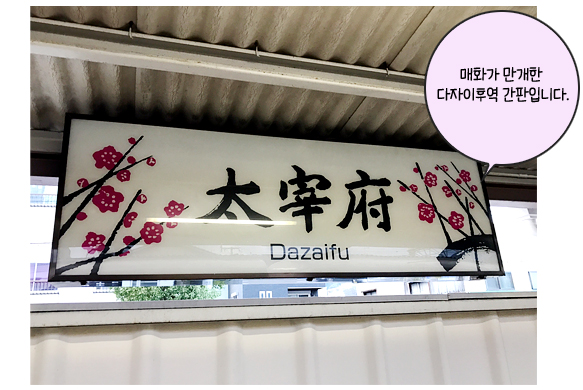 매화가 만개한
다자이후역 간판입니다.
太宰府
Dazaifu